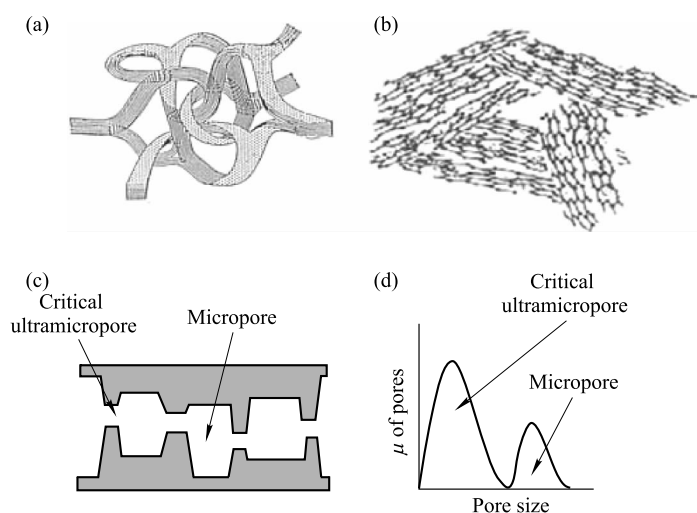 (a)
(b)
(c)
Critical
ultramicropore
Micropore
(d)
Critical
ultramicropore
Micropore
μ of pores
Pore size